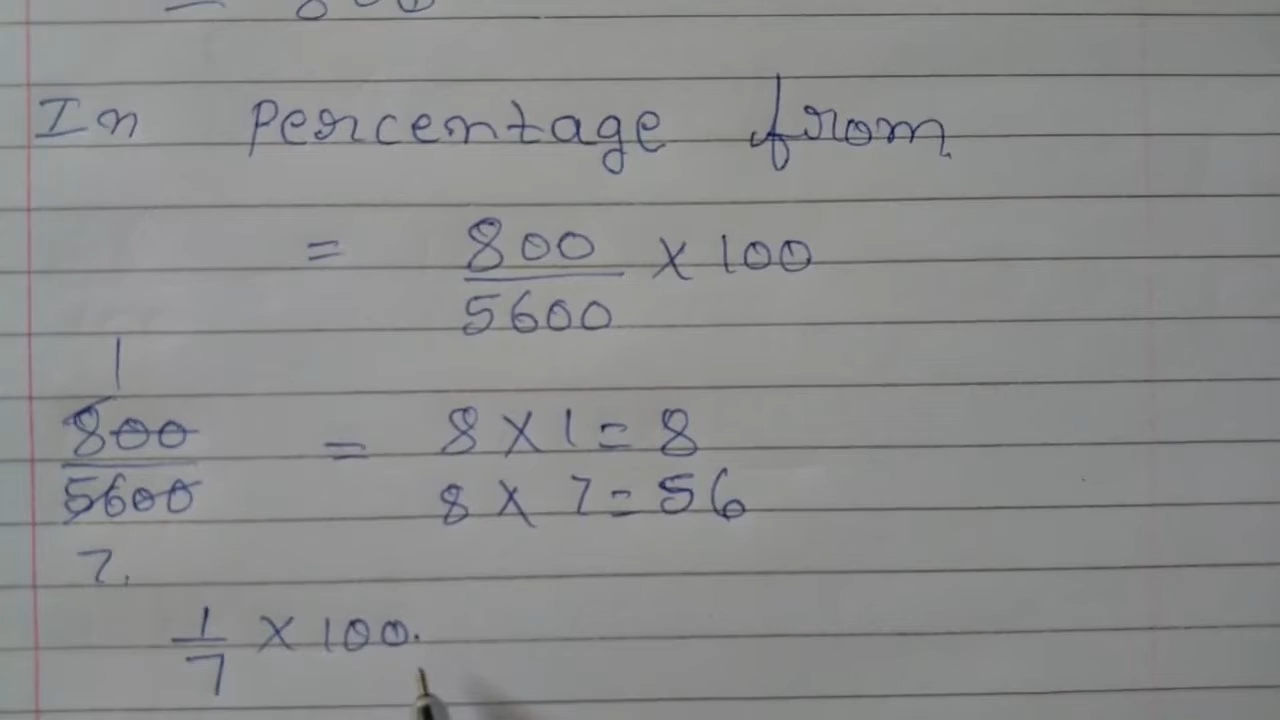 In Percentage from
= 800/5600 × 100
1
800/5600 = 8 × 1 = 8
8 × 7 = 56
7.
1/7 × 100.